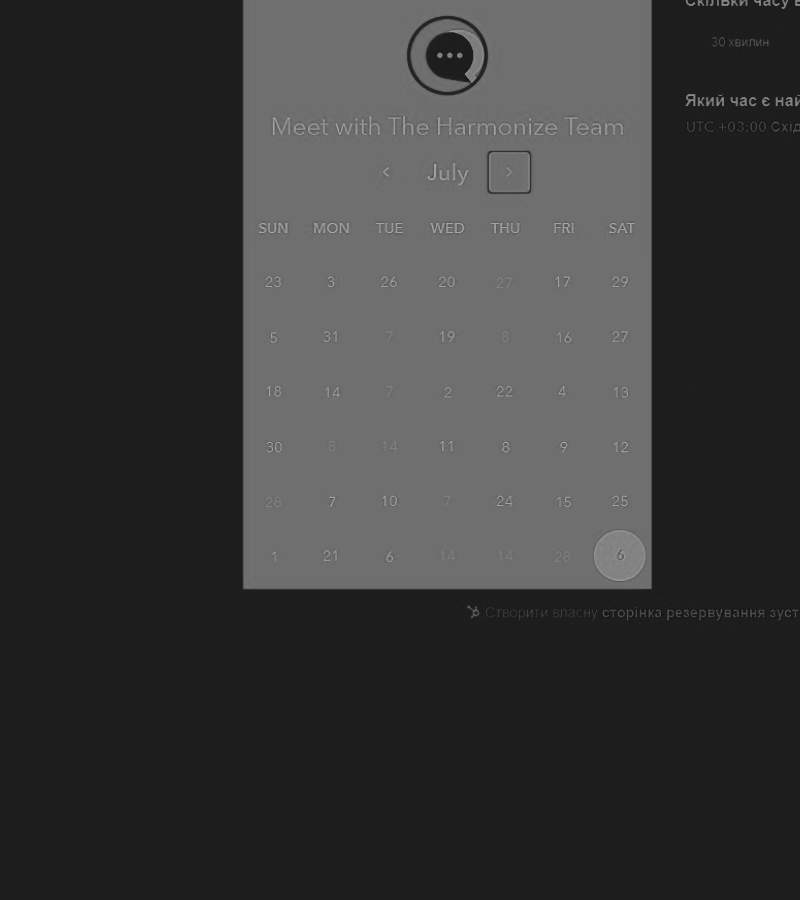 Скільки часу
30 хвилин
Meet with The Harmonize Team
Який час є най
UTC +03:00 Схід
July
SUN MON TUE WED THU FRI SAT
23 3 26 20 27 17 29
5 31 7 19 8 16 27
18 14 7 2 22 4 13
30 8 14 11 8 9 12
28 7 10 7 24 15 25
1 21 6 14 14 28 6
Створити власну сторінка резервування зуст